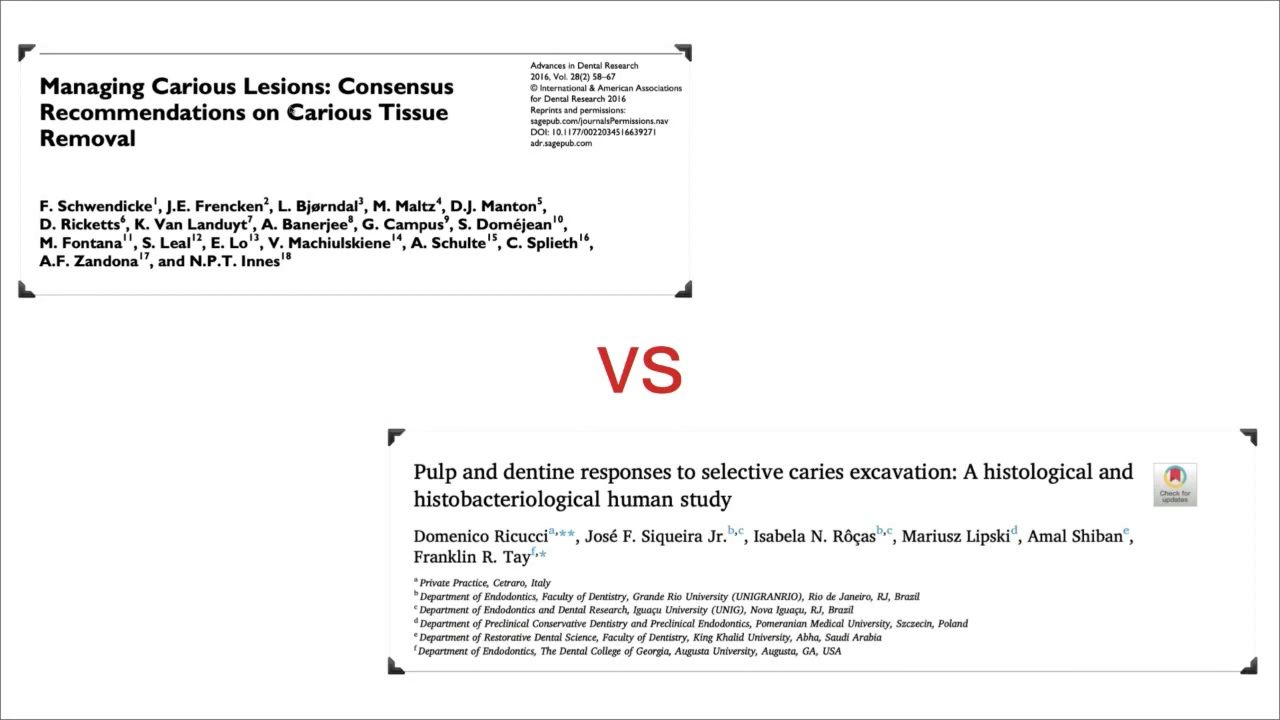 Managing Carious Lesions: Consensus
Recommendations on Carious Tissue
Removal
Advances in Dental Research
2016, Vol. 28(2) 58–67
© International & American Associations
for Dental Research 2016
Reprints and permissions:
sagepub.com/journalsPermissions.nav
DOI: 10.1177/0022034516639271
adr.sagepub.com
F. Schwendicke¹, J.E. Frencken², L. Bjørndal³, M. Maltz⁴, D.J. Manton⁵,
D. Ricketts⁶, K. Van Landuyt⁷, A. Banerjee⁸, G. Campus⁹, S. Doméjean¹⁰,
M. Fontana¹¹, S. Leal¹², E. Lo¹³, V. Machiulskiene¹⁴, A. Schulte¹⁵, C. Splieth¹⁶,
A.F. Zandona¹⁷, and N.P.T. Innes¹⁸
vs
Pulp and dentine responses to selective caries excavation: A histological and
histobacteriological human study
Check for
updates
Domenico Ricucci a,**, José F. Siqueira Jr. b,c, Isabela N. Rôças b,c, Mariusz Lipski d, Amal Shiban e,
Franklin R. Tay f,*
a Private Practice, Cetraro, Italy
b Department of Endodontics, Faculty of Dentistry, Grande Rio University (UNIGRANRIO), Rio de Janeiro, RJ, Brazil
c Department of Endodontics and Dental Research, Iguaçu University (UNIG), Nova Iguaçu, RJ, Brazil
d Department of Preclinical Conservative Dentistry and Preclinical Endodontics, Pomeranian Medical University, Szczecin, Poland
e Department of Restorative Dental Science, Faculty of Dentistry, King Khalid University, Abha, Saudi Arabia
f Department of Endodontics, The Dental College of Georgia, Augusta University, Augusta, GA, USA